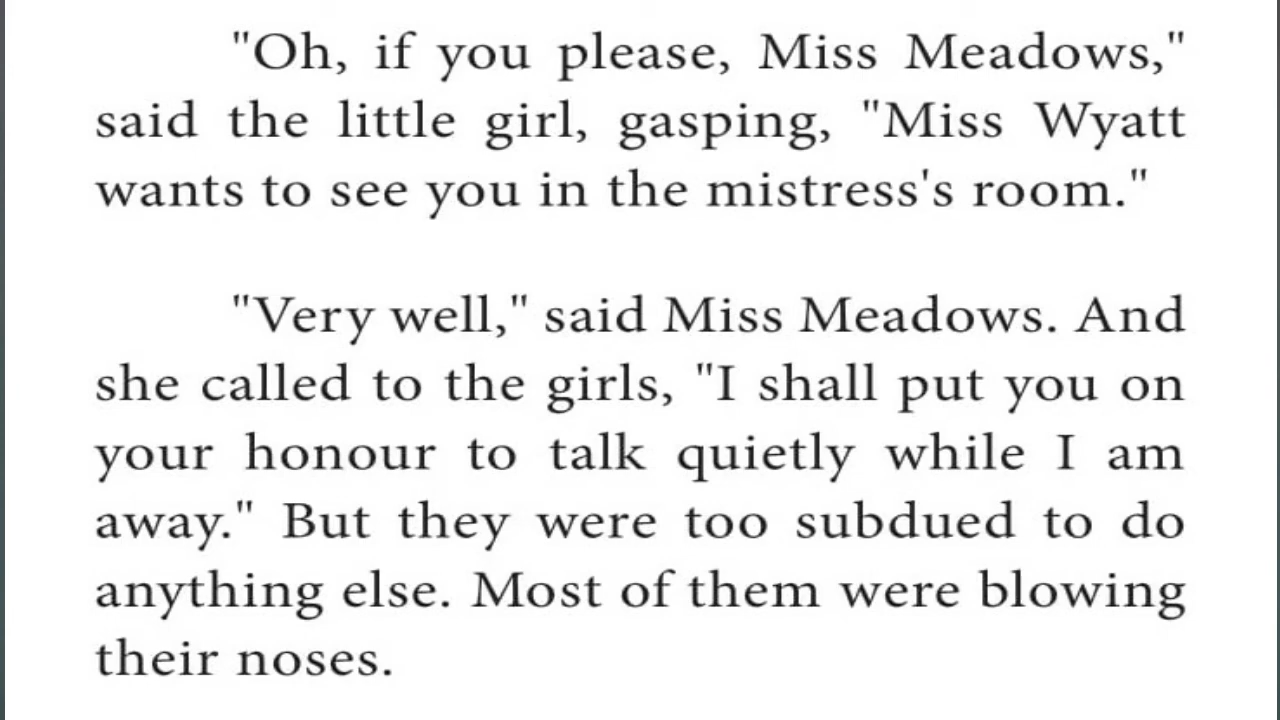 "Oh, if you please, Miss Meadows,"
said the little girl, gasping, "Miss Wyatt
wants to see you in the mistress's room."
"Very well," said Miss Meadows. And
she called to the girls, "I shall put you on
your honour to talk quietly while I am
away." But they were too subdued to do
anything else. Most of them were blowing
their noses.